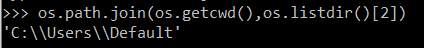 >>> os.path.join(os.getcwd(),os.listdir()[2])
'C:\\Users\\Default'